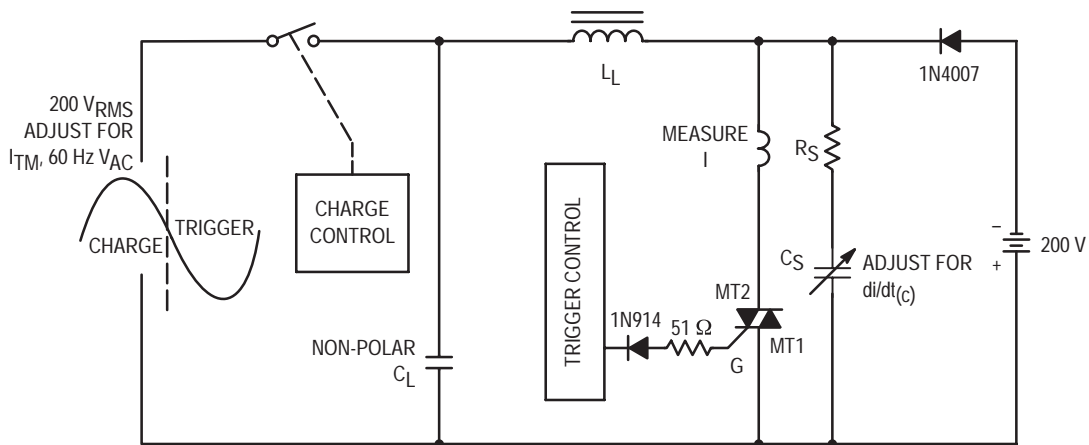 200 VRMS
ADJUST FOR
ITM, 60 Hz VAC
CHARGE
TRIGGER
CHARGE
CONTROL
NON-POLAR
CL
LL
TRIGGER CONTROL
MEASURE
I
RS
1N4007
–
200 V
+
CS
ADJUST FOR
di/dt(c)
MT2
1N914
51 Ω
MT1
G